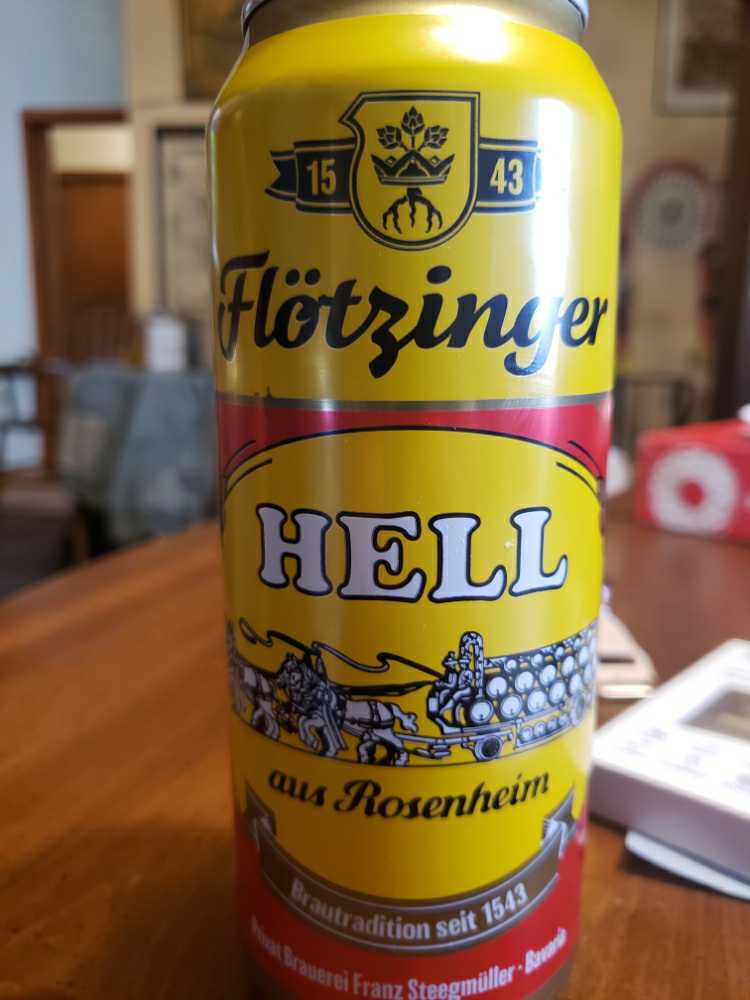 15 43
Flötzinger
HELL
aus Rosenheim
Brautradition seit 1543
Privat Brauerei Franz Steegmüller · Bavaria